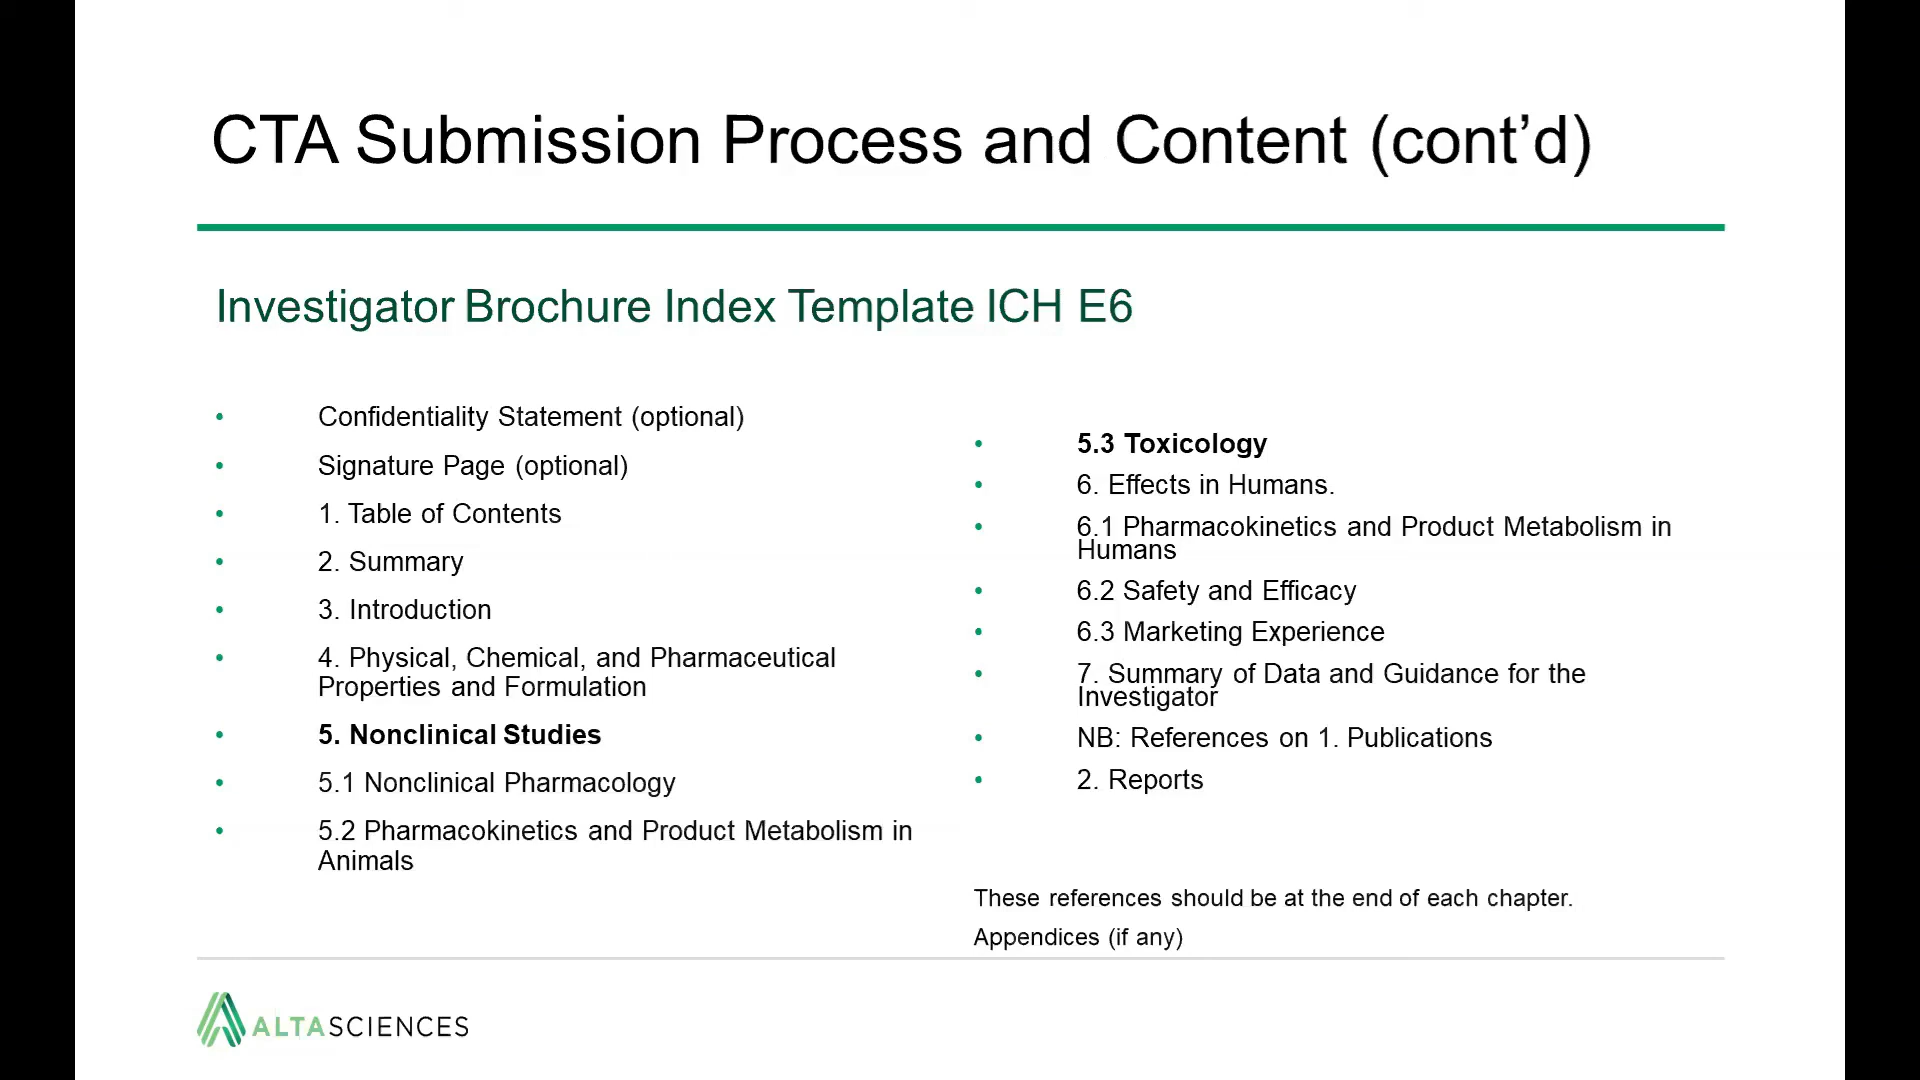 CTA Submission Process and Content (cont’d)
Investigator Brochure Index Template ICH E6
• Confidentiality Statement (optional)
• Signature Page (optional)
• 1. Table of Contents
• 2. Summary
• 3. Introduction
• 4. Physical, Chemical, and Pharmaceutical
Properties and Formulation
• 5. Nonclinical Studies
• 5.1 Nonclinical Pharmacology
• 5.2 Pharmacokinetics and Product Metabolism in
Animals
• 5.3 Toxicology
• 6. Effects in Humans.
• 6.1 Pharmacokinetics and Product Metabolism in
Humans
• 6.2 Safety and Efficacy
• 6.3 Marketing Experience
• 7. Summary of Data and Guidance for the
Investigator
• NB: References on 1. Publications
• 2. Reports
These references should be at the end of each chapter.
Appendices (if any)
ALTASCIENCES